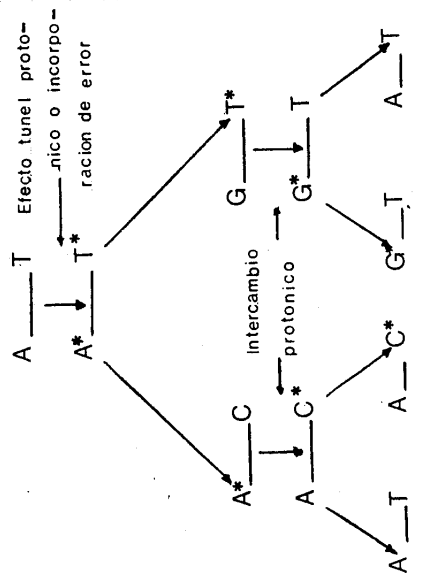 A T
Efecto tunel proto-
nico o incorpo-
racion de error
A* T*
A* C
G T*
Intercambio
protonico
A C*
G* T
A T
A C*
G* T
A T